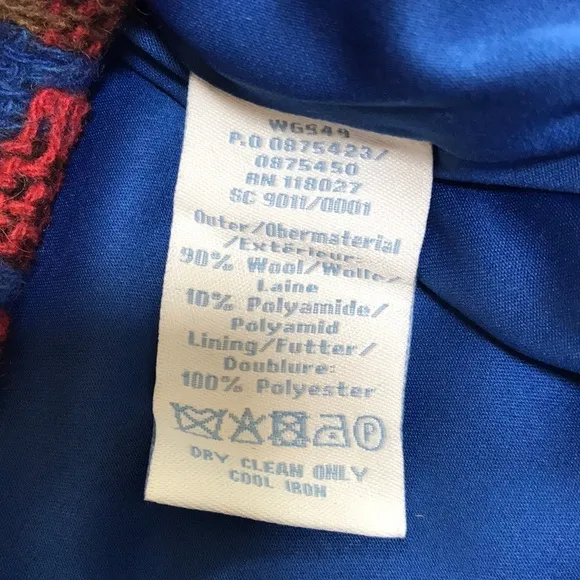 WG549
P.O 0875423/
0875450
RN 118027
SC 9011/0001
Outer/Obermaterial
/Extérieur:
90% Wool/Wolle/
Laine
10% Polyamide/
Polyamid
Lining/Futter/
Doublure:
100% Polyester
P
DRY CLEAN ONLY
COOL IRON